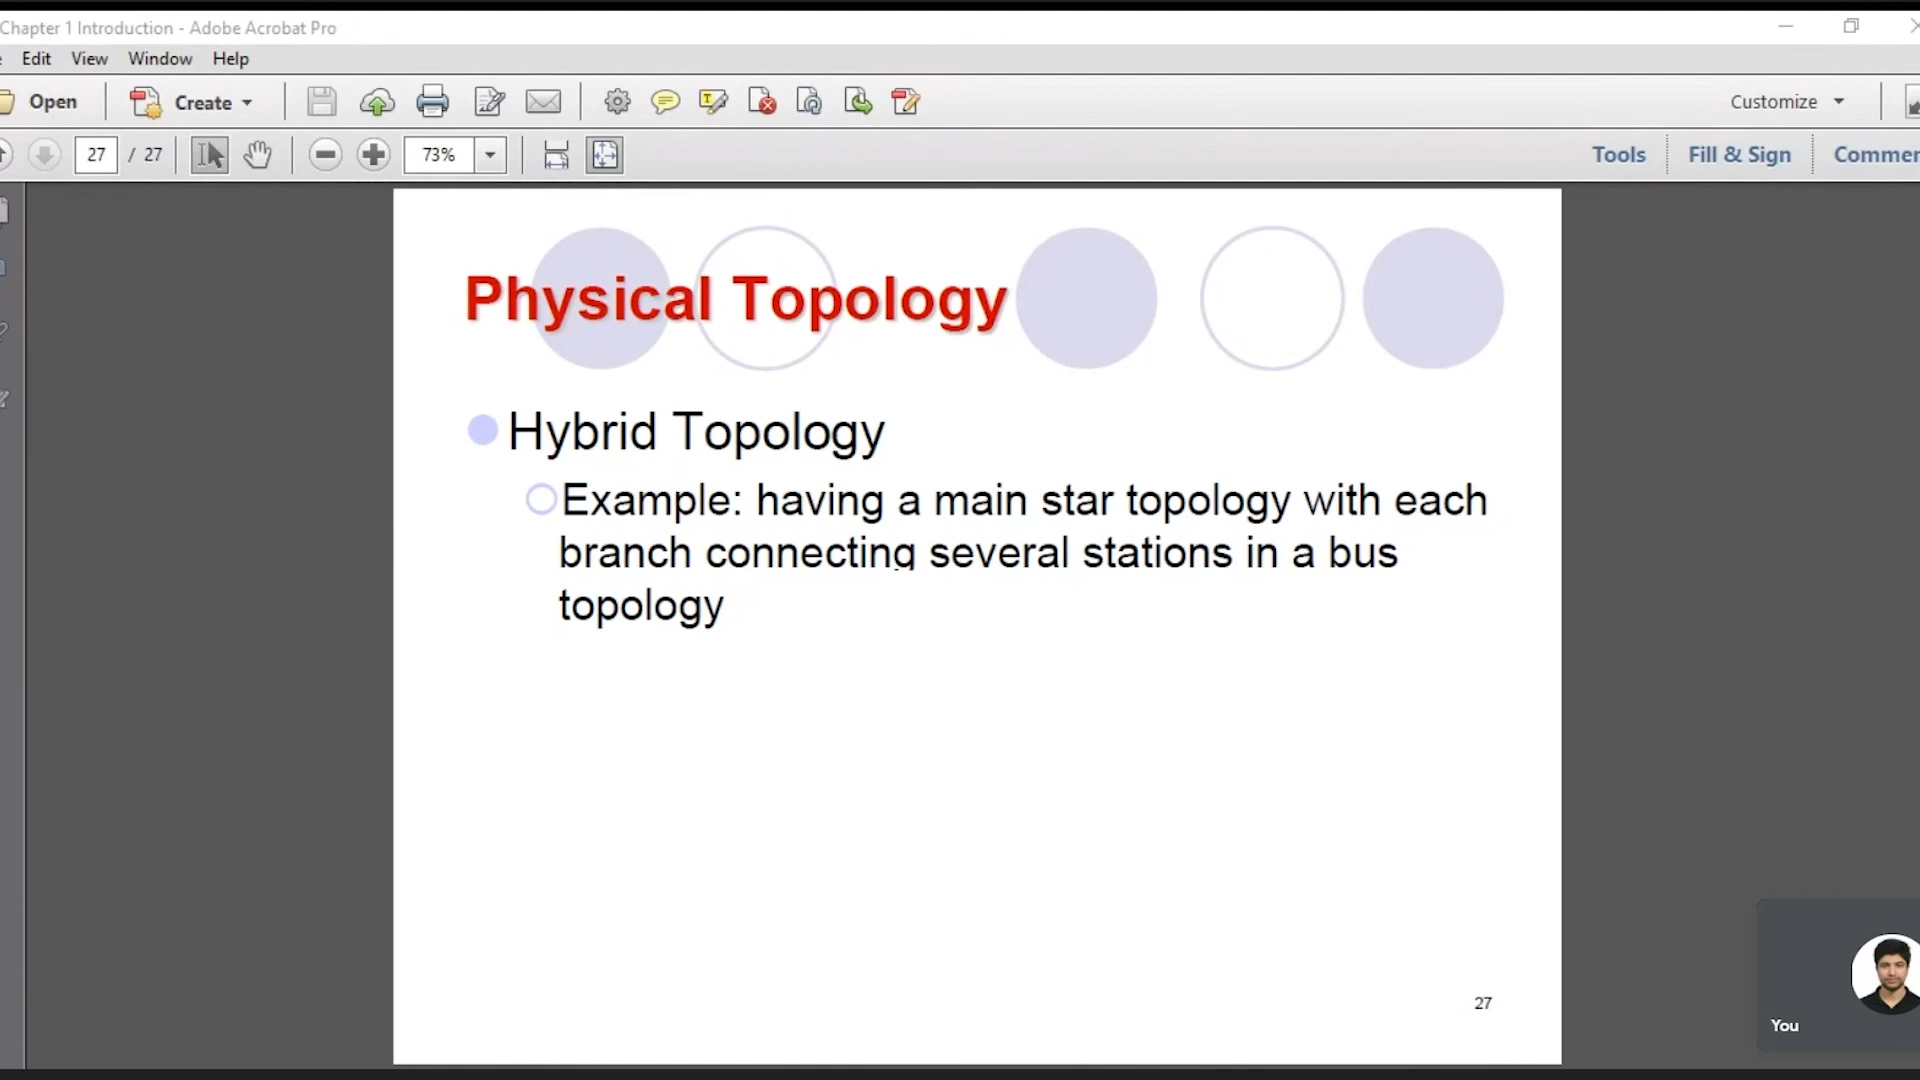 Chapter 1 Introduction - Adobe Acrobat Pro
Edit View Window Help
Open Create Customize
27 / 27 73% Tools Fill & Sign
Physical Topology
Hybrid Topology
Example: having a main star topology with each
branch connecting several stations in a bus
topology
27
You